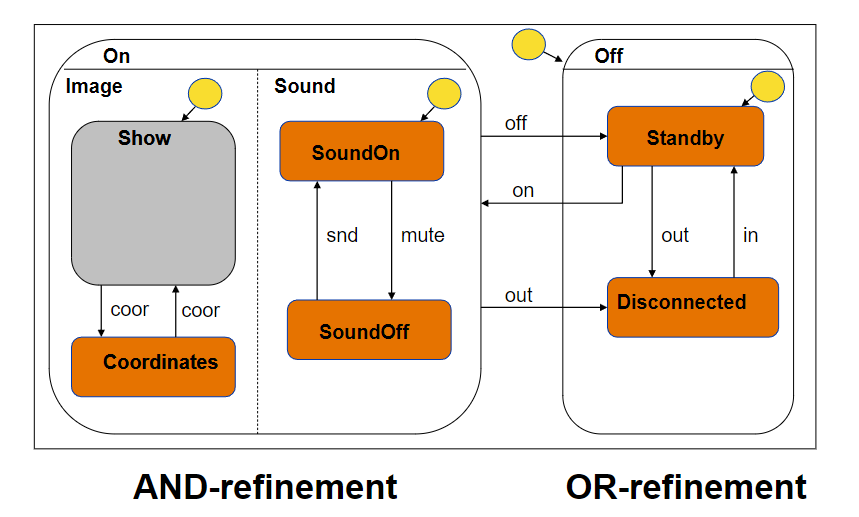 On
Off
Image
Sound
Show
SoundOn
off
Standby
on
snd
mute
out
in
coor
coor
out
Disconnected
SoundOff
Coordinates
AND-refinement
OR-refinement